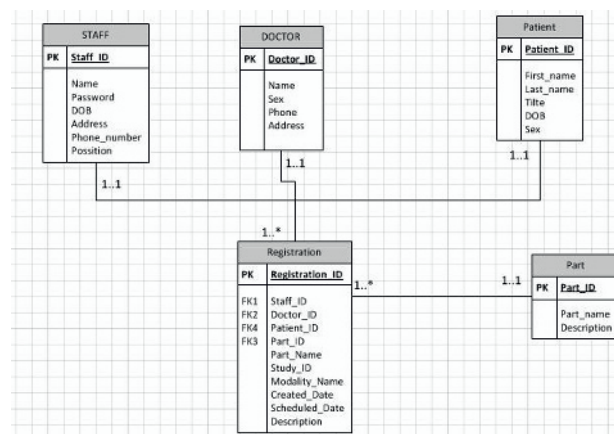 STAFF
PK Staff_ID
Name
Password
DOB
Address
Phone_number
Possition
DOCTOR
PK Doctor_ID
Name
Sex
Phone
Address
Patient
PK Patient_ID
First_name
Last_name
Tilte
DOB
Sex
1..1
1..1
1..1
1..*
Registration
PK Registration_ID
FK1 Staff_ID
FK2 Doctor_ID
FK4 Patient_ID
FK3 Part_ID
Part_Name
Study_ID
Modality_Name
Created_Date
Scheduled_Date
Description
1..*
1..1
Part
PK Part_ID
Part_name
Description